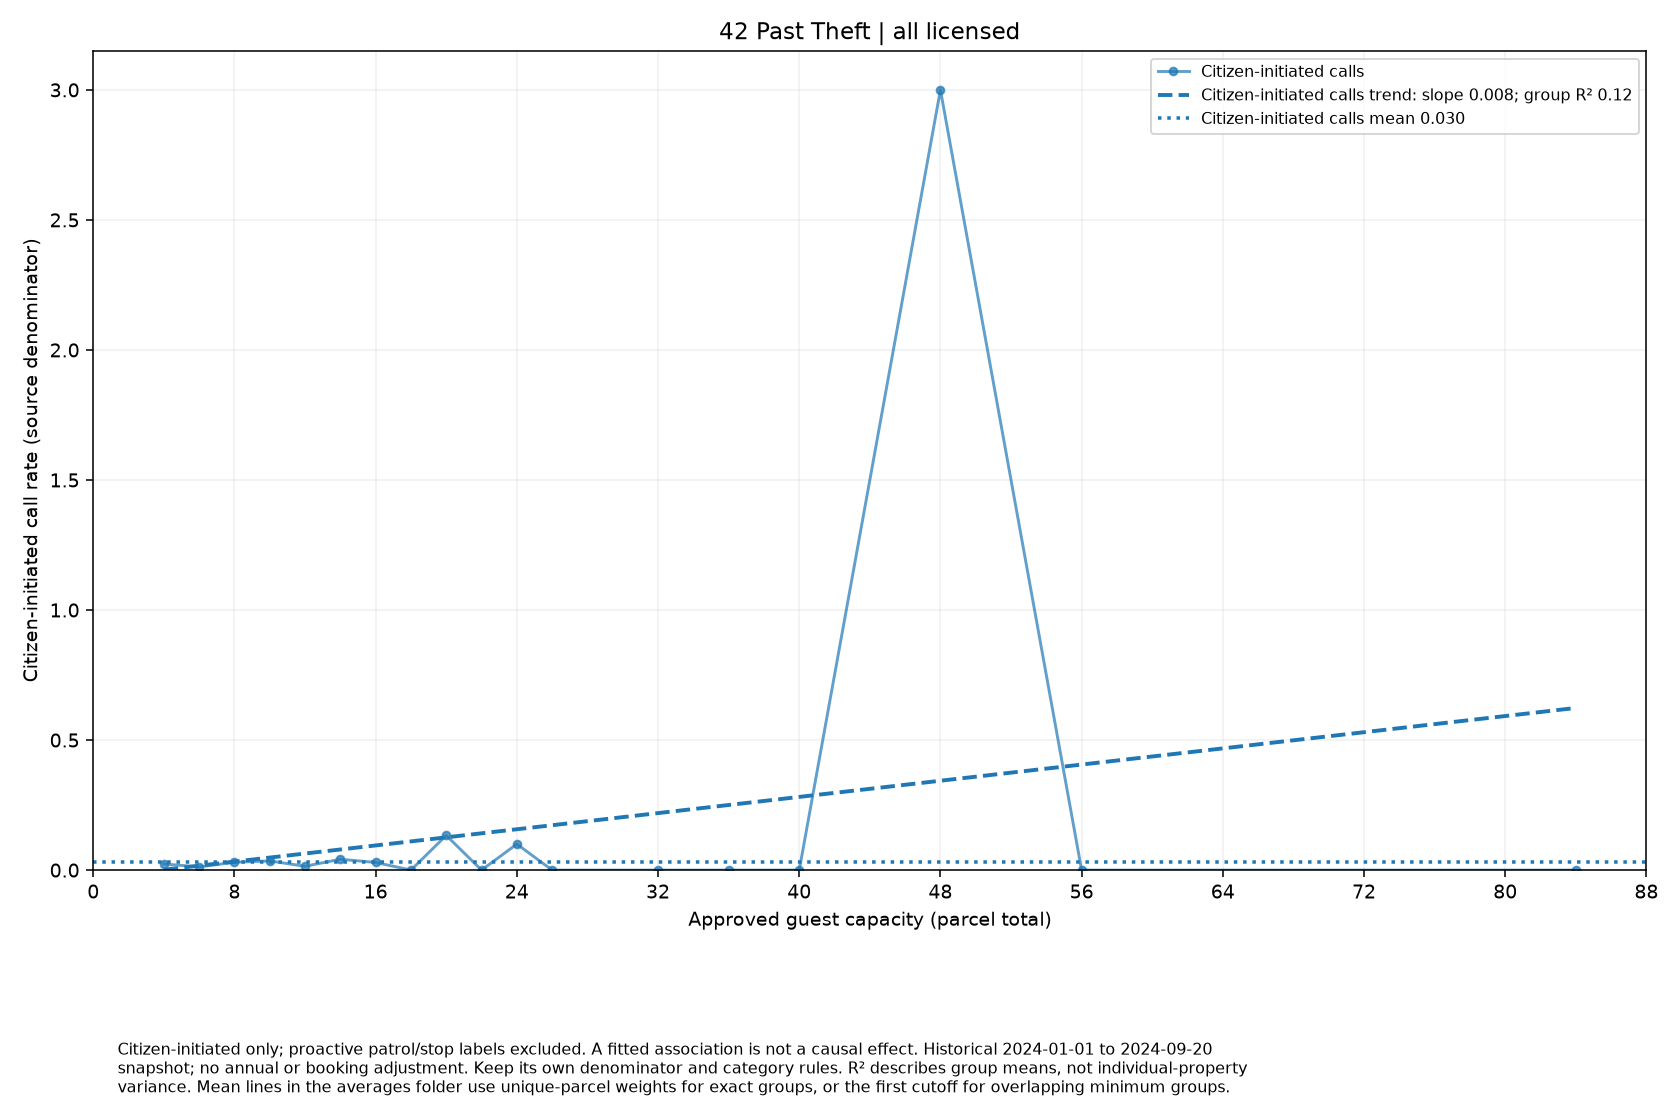 42 Past Theft | all licensed
Citizen-initiated calls
Citizen-initiated calls trend: slope 0.008; group R² 0.12
Citizen-initiated calls mean 0.030
Citizen-initiated call rate (source denominator)
3.0
2.5
2.0
1.5
1.0
0.5
0.0
0 8 16 24 32 40 48 56 64 72 80 88
Approved guest capacity (parcel total)
Citizen-initiated only; proactive patrol/stop labels excluded. A fitted association is not a causal effect. Historical 2024-01-01 to 2024-09-20
snapshot; no annual or booking adjustment. Keep its own denominator and category rules. R² describes group means, not individual-property
variance. Mean lines in the averages folder use unique-parcel weights for exact groups, or the first cutoff for overlapping minimum groups.